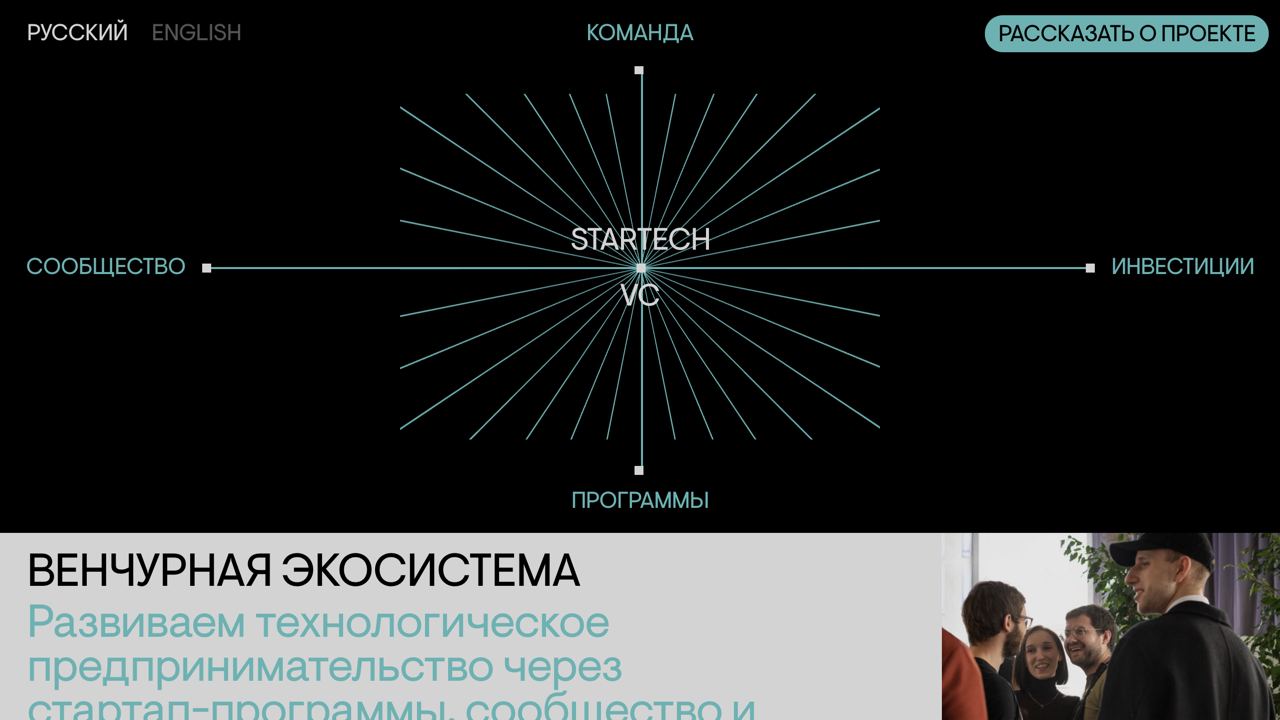 РУССКИЙ ENGLISH
КОМАНДА
РАССКАЗАТЬ О ПРОЕКТЕ
STARTECH
СООБЩЕСТВО
ИНВЕСТИЦИИ
VC
ПРОГРАММЫ
ВЕНЧУРНАЯ ЭКОСИСТЕМА
Развиваем технологическое
предпринимательство через
стартап-программы, сообщество и